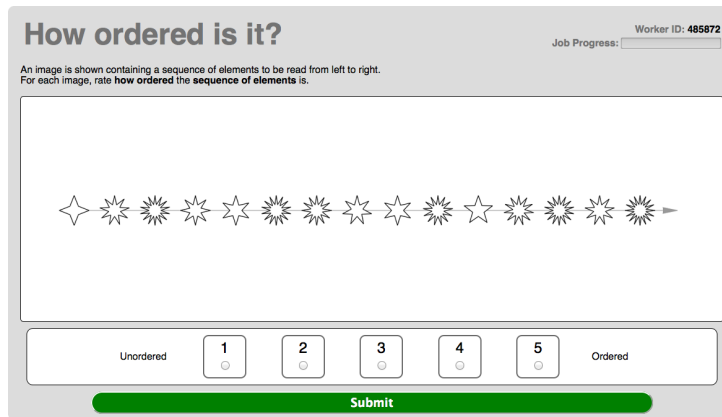 How ordered is it?
Worker ID: 485872
Job Progress:
An image is shown containing a sequence of elements to be read from left to right.
For each image, rate how ordered the sequence of elements is.
Unordered 1 2 3 4 5 Ordered
Submit